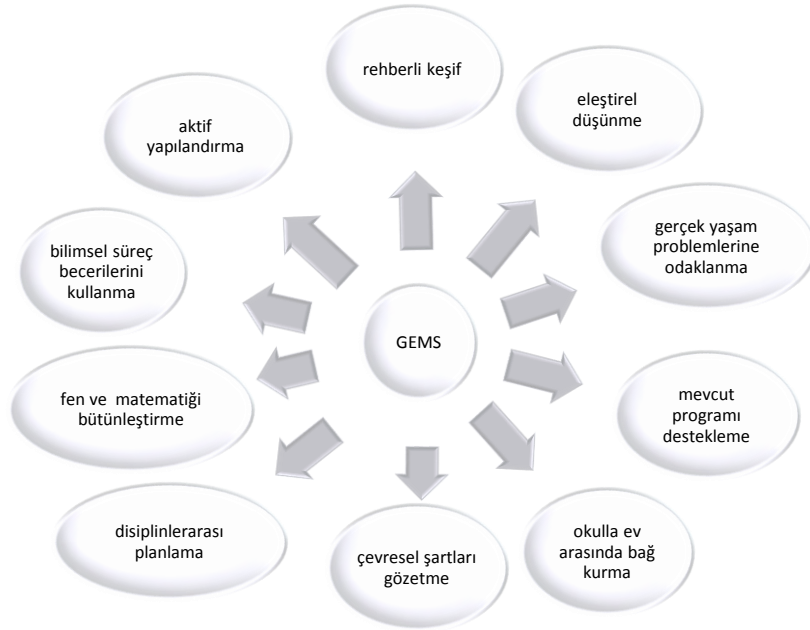 rehberli keşif
eleştirel
düşünme
aktif
yapılandırma
gerçek yaşam
problemlerine
odaklanma
bilimsel süreç
becerilerini
kullanma
GEMS
fen ve matematiği
bütünleştirme
mevcut
programı
destekleme
disiplinlerarası
planlama
çevresel şartları
gözetme
okulla ev
arasında bağ
kurma